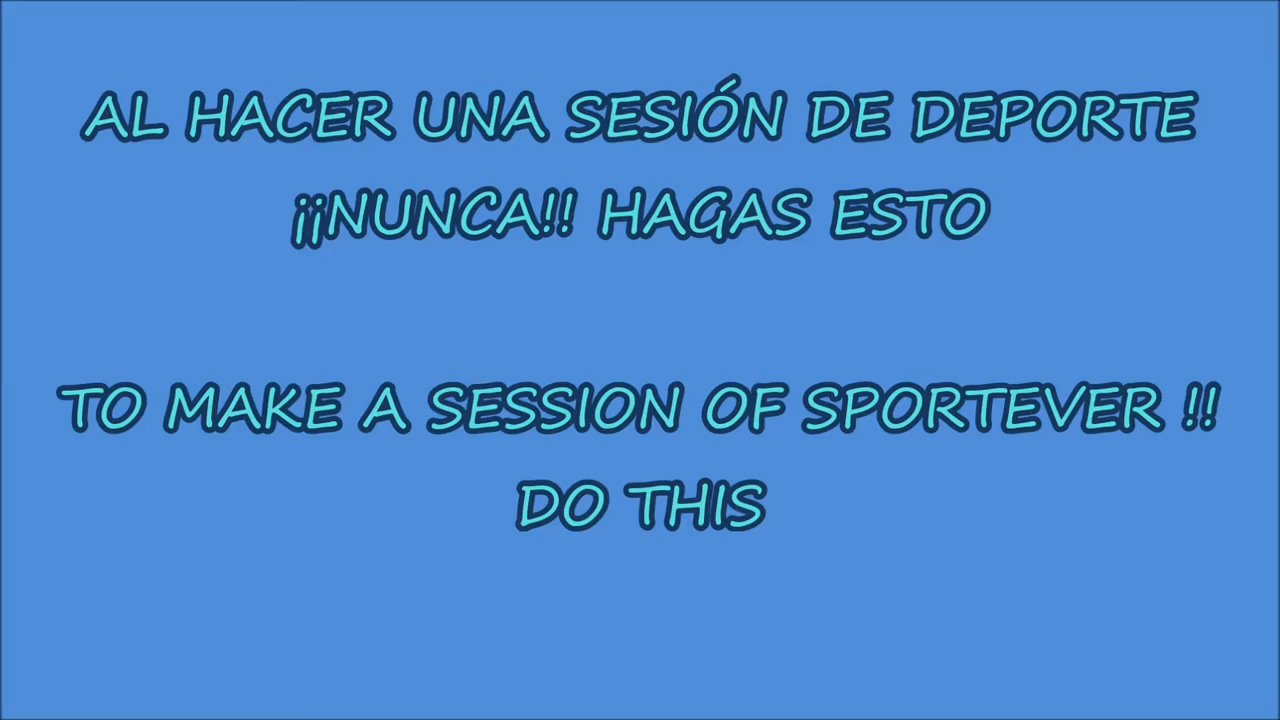 AL HACER UNA SESIÓN DE DEPORTE
¡¡NUNCA!! HAGAS ESTO
TO MAKE A SESSION OF SPORTEVER !!
DO THIS